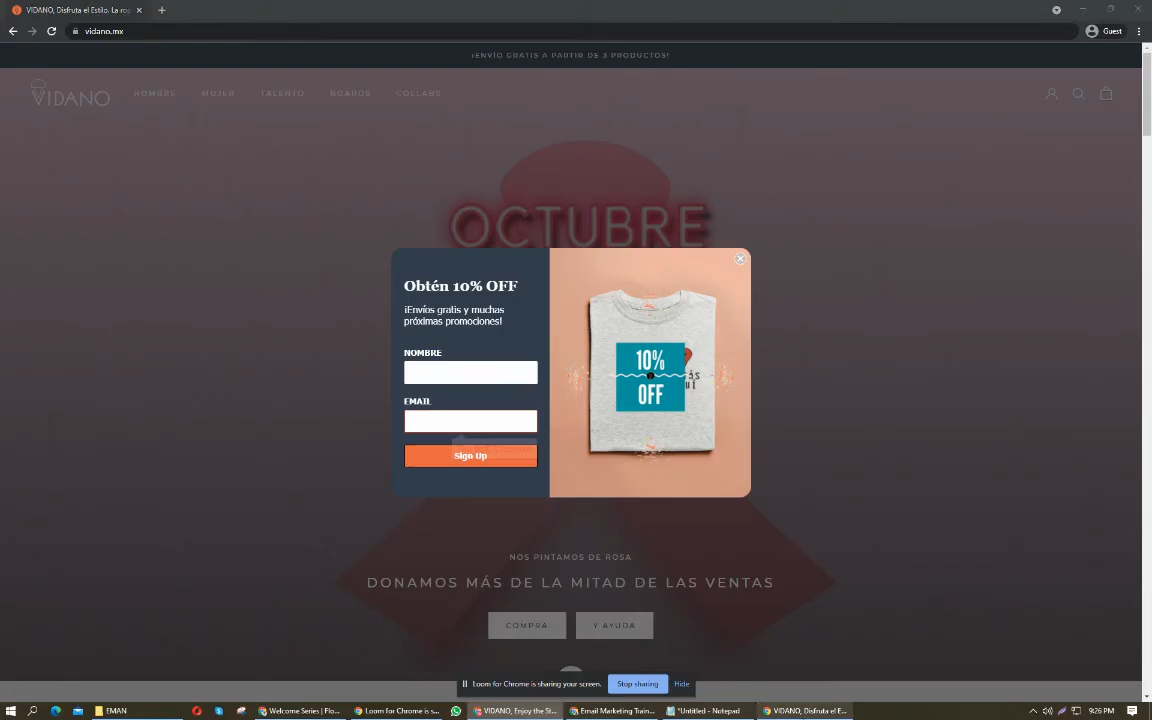 VIDANO, Disfruta el Estilo. La rop
vidano.mx
Guest
¡ENVÍO GRATIS A PARTIR DE 3 PRODUCTOS!
VIDANO
HOMBRE
MUJER
TALENTO
BOARDS
COLLABS
OCTUBRE
Obtén 10% OFF
¡Envíos gratis y muchas
próximas promociones!
NOMBRE
EMAIL
Sign Up
10%
OFF
ás
uí
NOS PINTAMOS DE ROSA
DONAMOS MÁS DE LA MITAD DE LAS VENTAS
COMPRA
Y AYUDA
Loom for Chrome is sharing your screen.
Stop sharing
Hide
EMAN
Welcome Series | Flo...
Loom for Chrome is s...
VIDANO, Enjoy the St...
Email Marketing Train...
*Untitled - Notepad
VIDANO, Disfruta el E...
9:26 PM